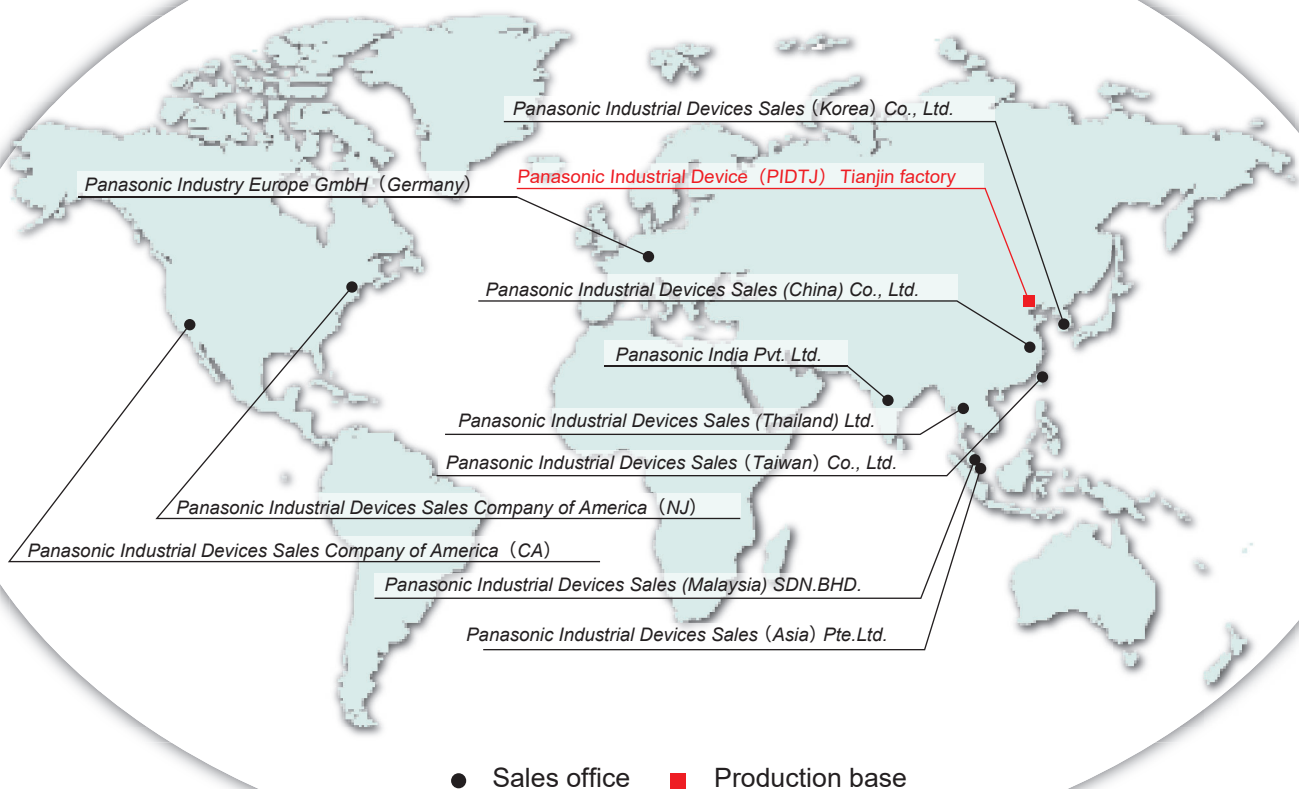 Panasonic Industrial Devices Sales（Korea）Co., Ltd.
Panasonic Industry Europe GmbH（Germany）
Panasonic Industrial Device（PIDTJ）Tianjin factory
Panasonic Industrial Devices Sales (China) Co., Ltd.
Panasonic India Pvt. Ltd.
Panasonic Industrial Devices Sales (Thailand) Ltd.
Panasonic Industrial Devices Sales（Taiwan）Co., Ltd.
Panasonic Industrial Devices Sales Company of America（NJ）
Panasonic Industrial Devices Sales Company of America（CA）
Panasonic Industrial Devices Sales (Malaysia) SDN.BHD.
Panasonic Industrial Devices Sales（Asia）Pte.Ltd.
Sales office
Production base